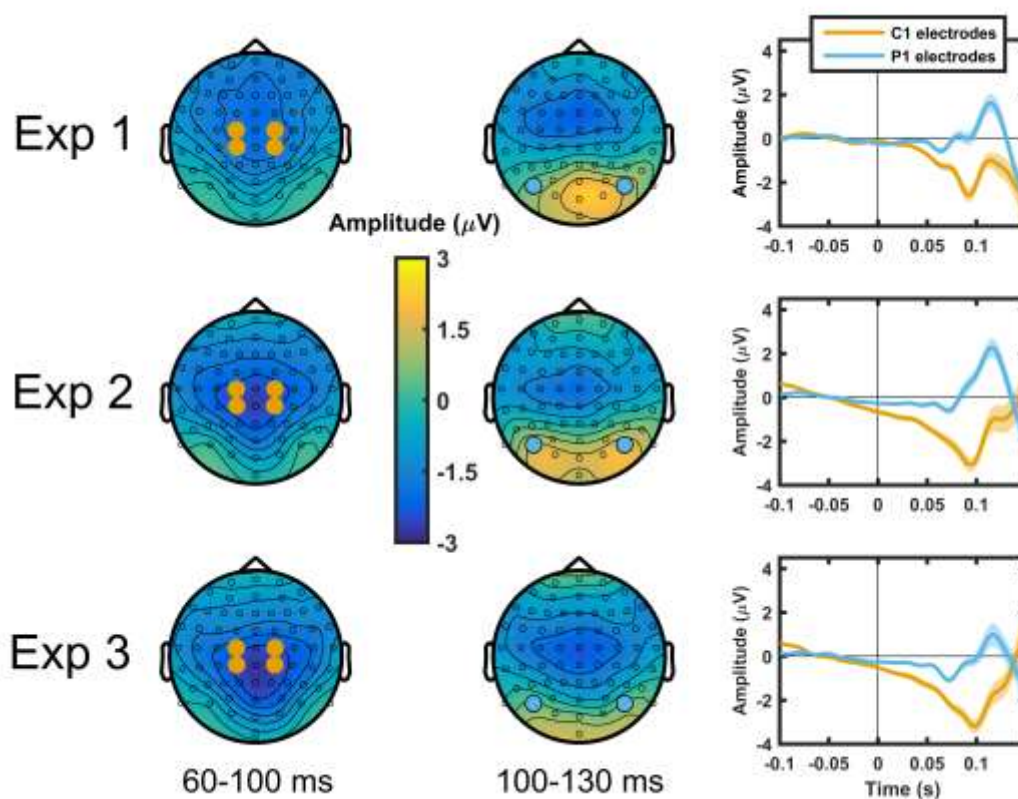 C1 electrodes
P1 electrodes
Exp 1
Amplitude (μV)
4
2
0
-2
-4
-0.1 -0.05 0 0.05 0.1
Amplitude (μV)
3
1.5
0
-1.5
-3
Exp 2
Amplitude (μV)
4
2
0
-2
-4
-0.1 -0.05 0 0.05 0.1
Exp 3
Amplitude (μV)
4
2
0
-2
-4
-0.1 -0.05 0 0.05 0.1
Time (s)
60-100 ms
100-130 ms